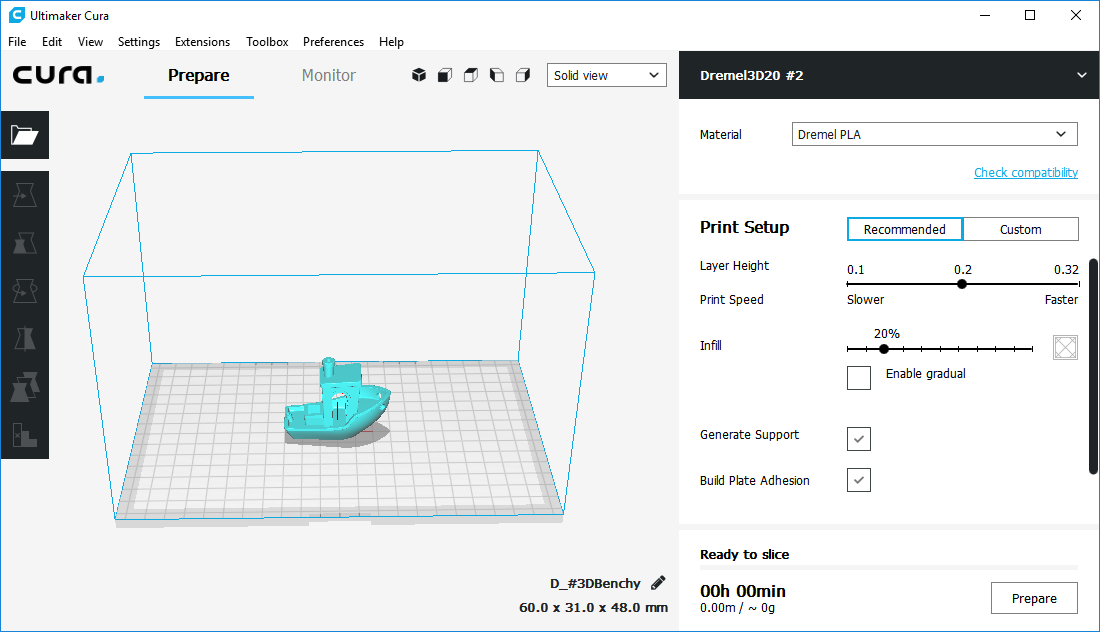 Ultimaker Cura
File Edit View Settings Extensions Toolbox Preferences Help
cura.
Prepare Monitor
Solid view
Dremel3D20 #2
Material Dremel PLA
Check compatibility
Print Setup Recommended Custom
Layer Height 0.1 0.2 0.32
Print Speed Slower Faster
20%
Infill
Enable gradual
Generate Support
Build Plate Adhesion
Ready to slice
00h 00min
0.00m / ~ 0g
Prepare
D_#3DBenchy
60.0 x 31.0 x 48.0 mm